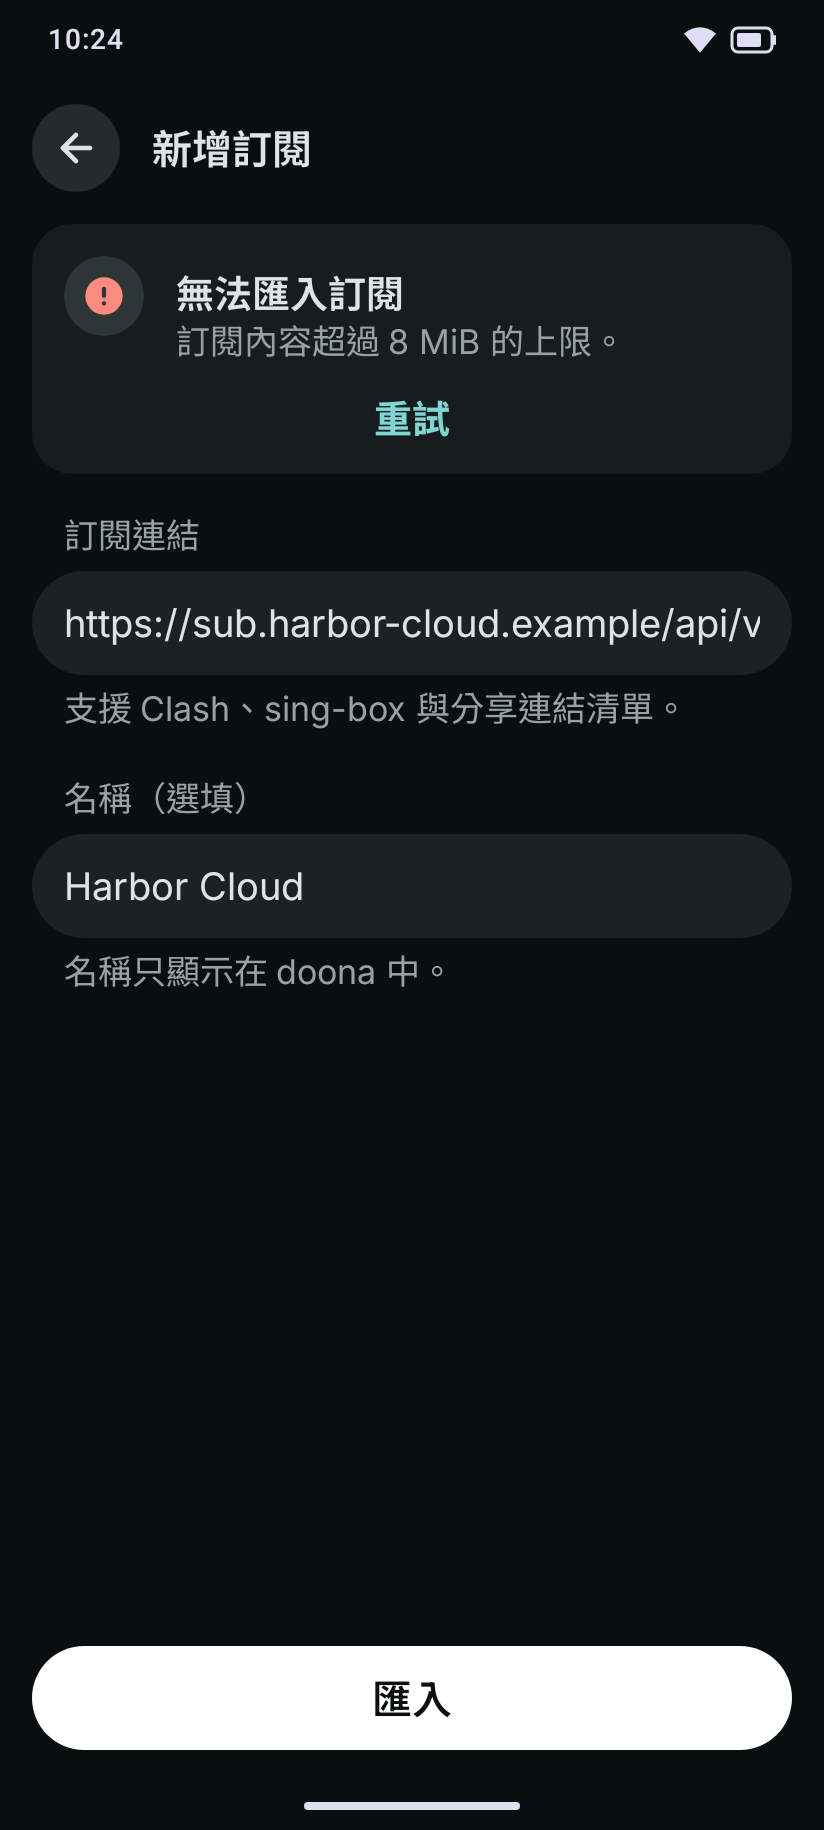 10:24
新增訂閱
無法匯入訂閱
訂閱內容超過 8 MiB 的上限。
重試
訂閱連結
https://sub.harbor-cloud.example/api/v
支援 Clash、sing-box 與分享連結清單。
名稱（選填）
Harbor Cloud
名稱只顯示在 doona 中。
匯入